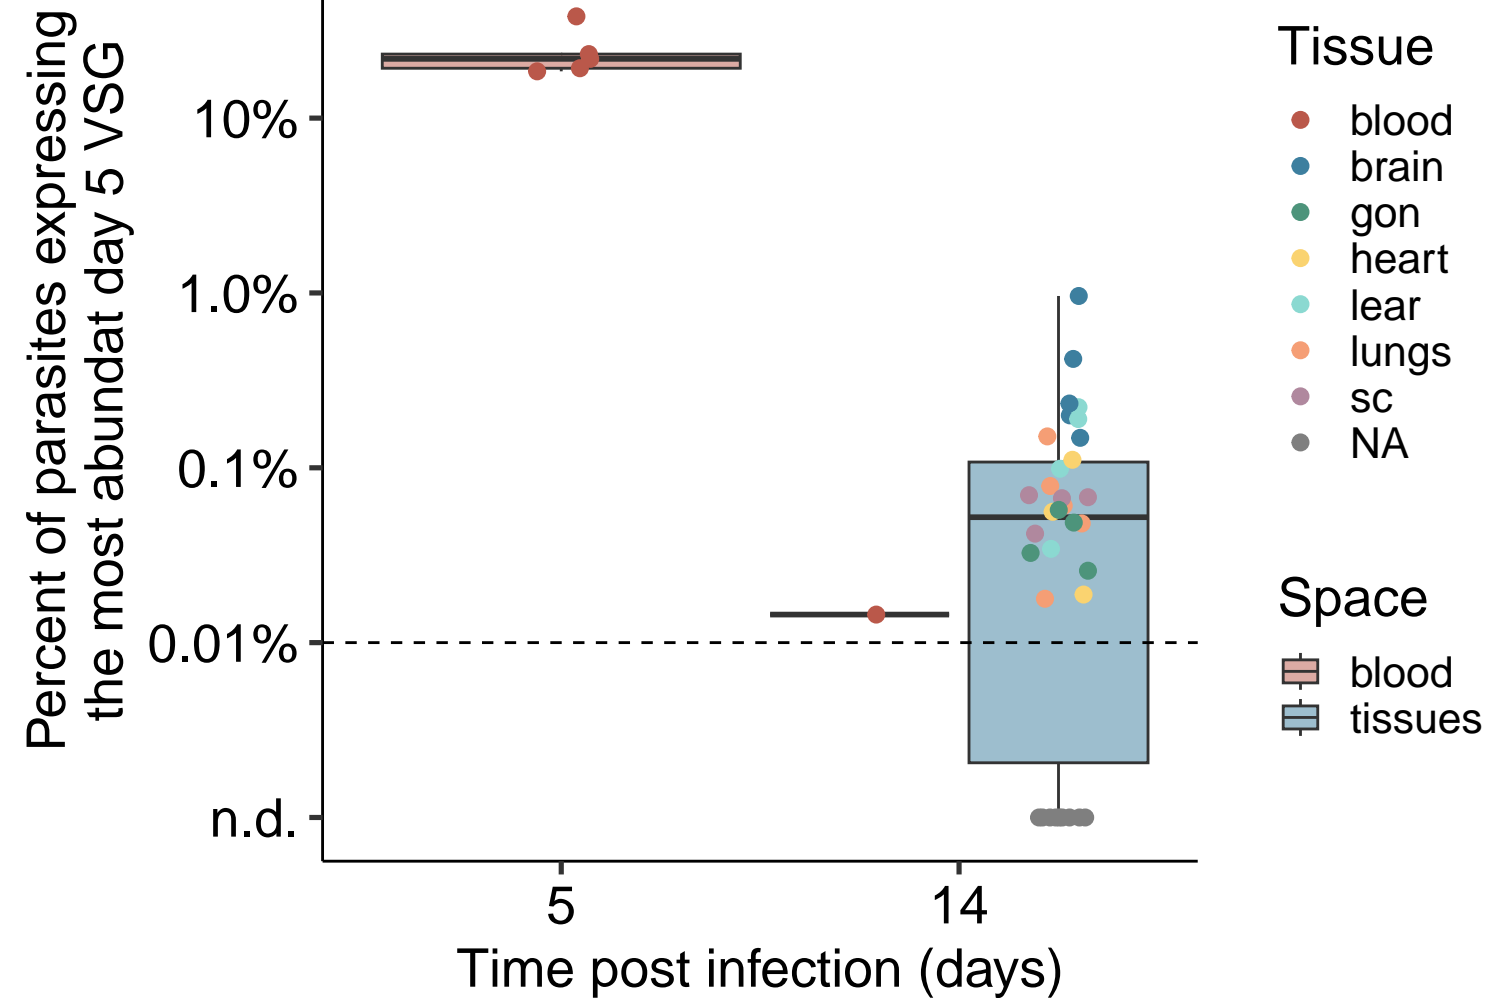 Percent of parasites expressing
the most abundat day 5 VSG
10%
1.0%
0.1%
0.01%
n.d.
5
14
Time post infection (days)
Tissue
blood
brain
gon
heart
lear
lungs
sc
NA
Space
blood
tissues